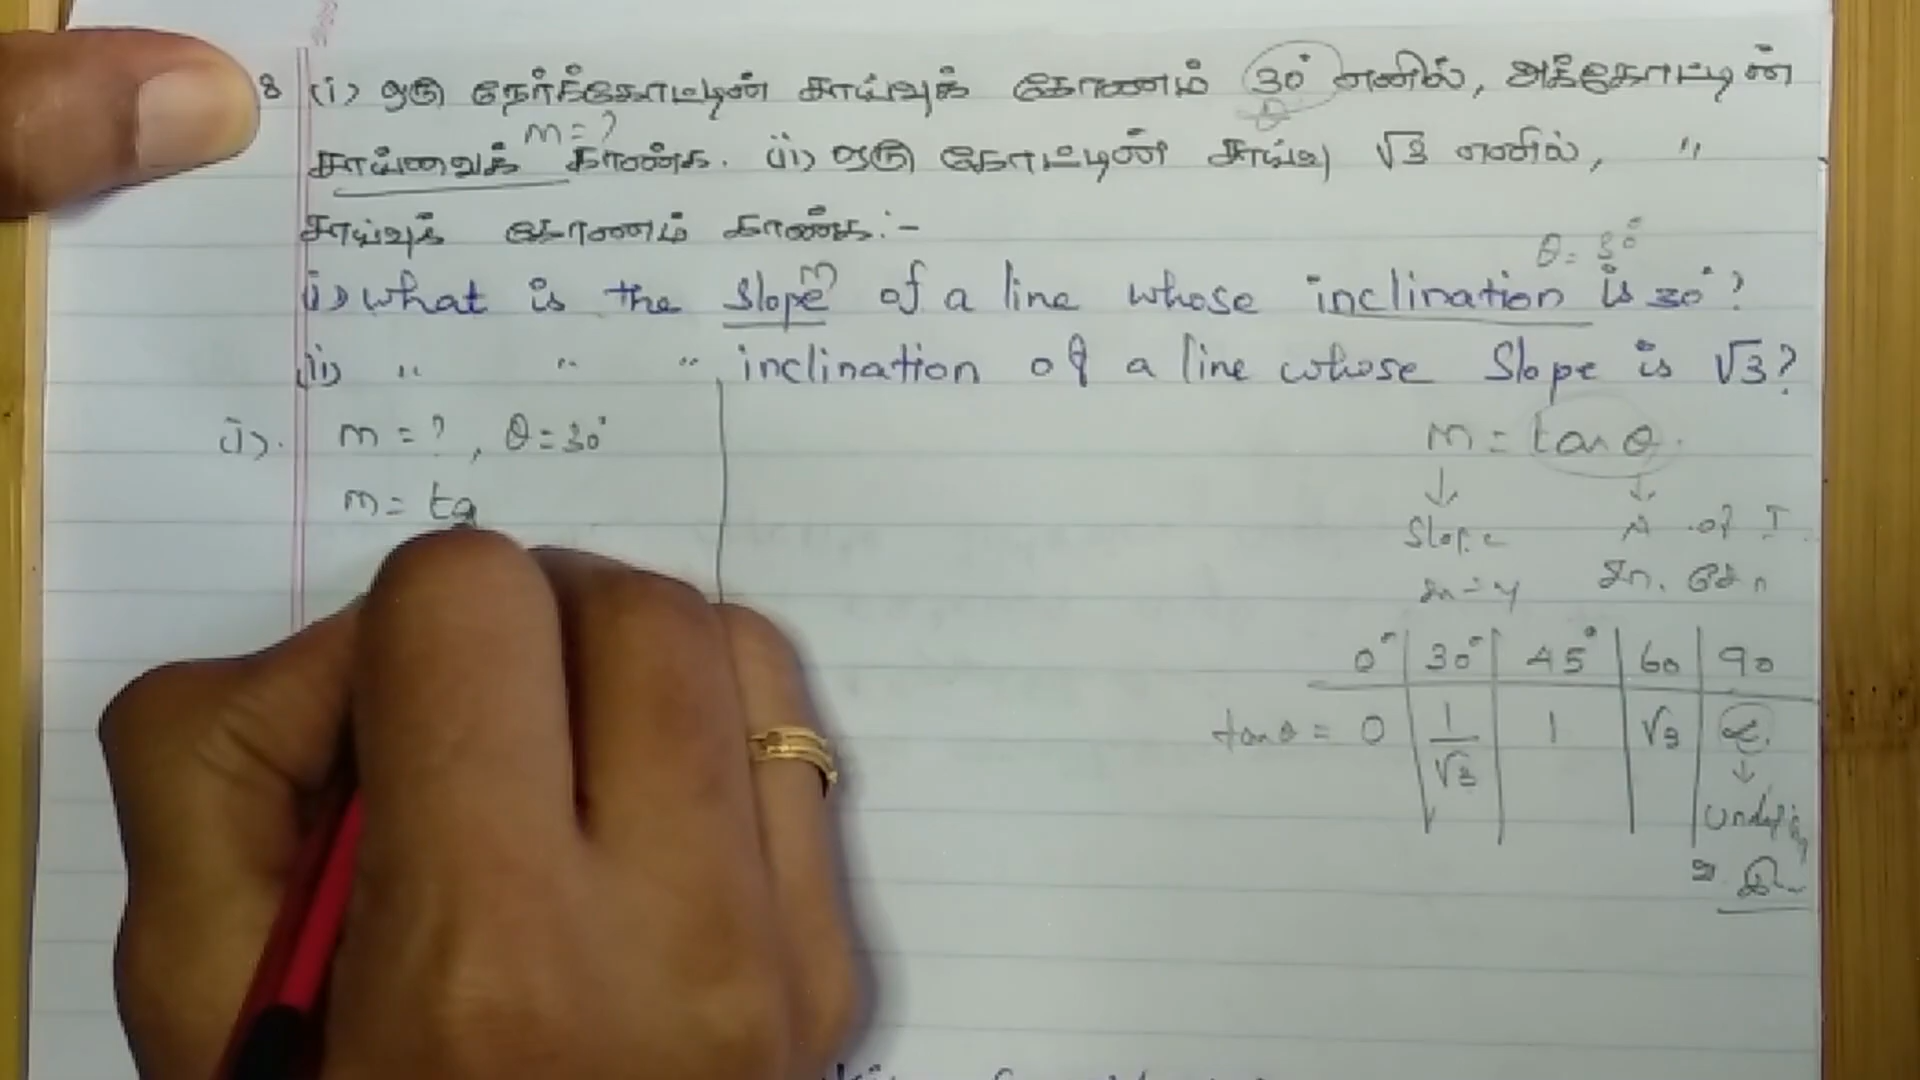 8 (i) ஒரு நேர்க்கோட்டின் சாய்வுக் கோணம் 30° எனில், அக்கோட்டின்
m = ?
சாய்வைக் காண்க. (ii) ஒரு கோட்டின் சாய்வு √3 எனில், "
சாய்வுக் கோணம் காண்க:-
θ = 30°
m
i) what is the Slope of a line whose inclination is 30°?
ii) " " " inclination of a line whose Slope is √3?
i). m = ?, θ = 30°
m = ta
m = tan θ.
↓ ↓
Slope of I
0° | 30° | 45° | 60 | 90
tanθ = 0 | 1/√3 | 1 | √3
↓